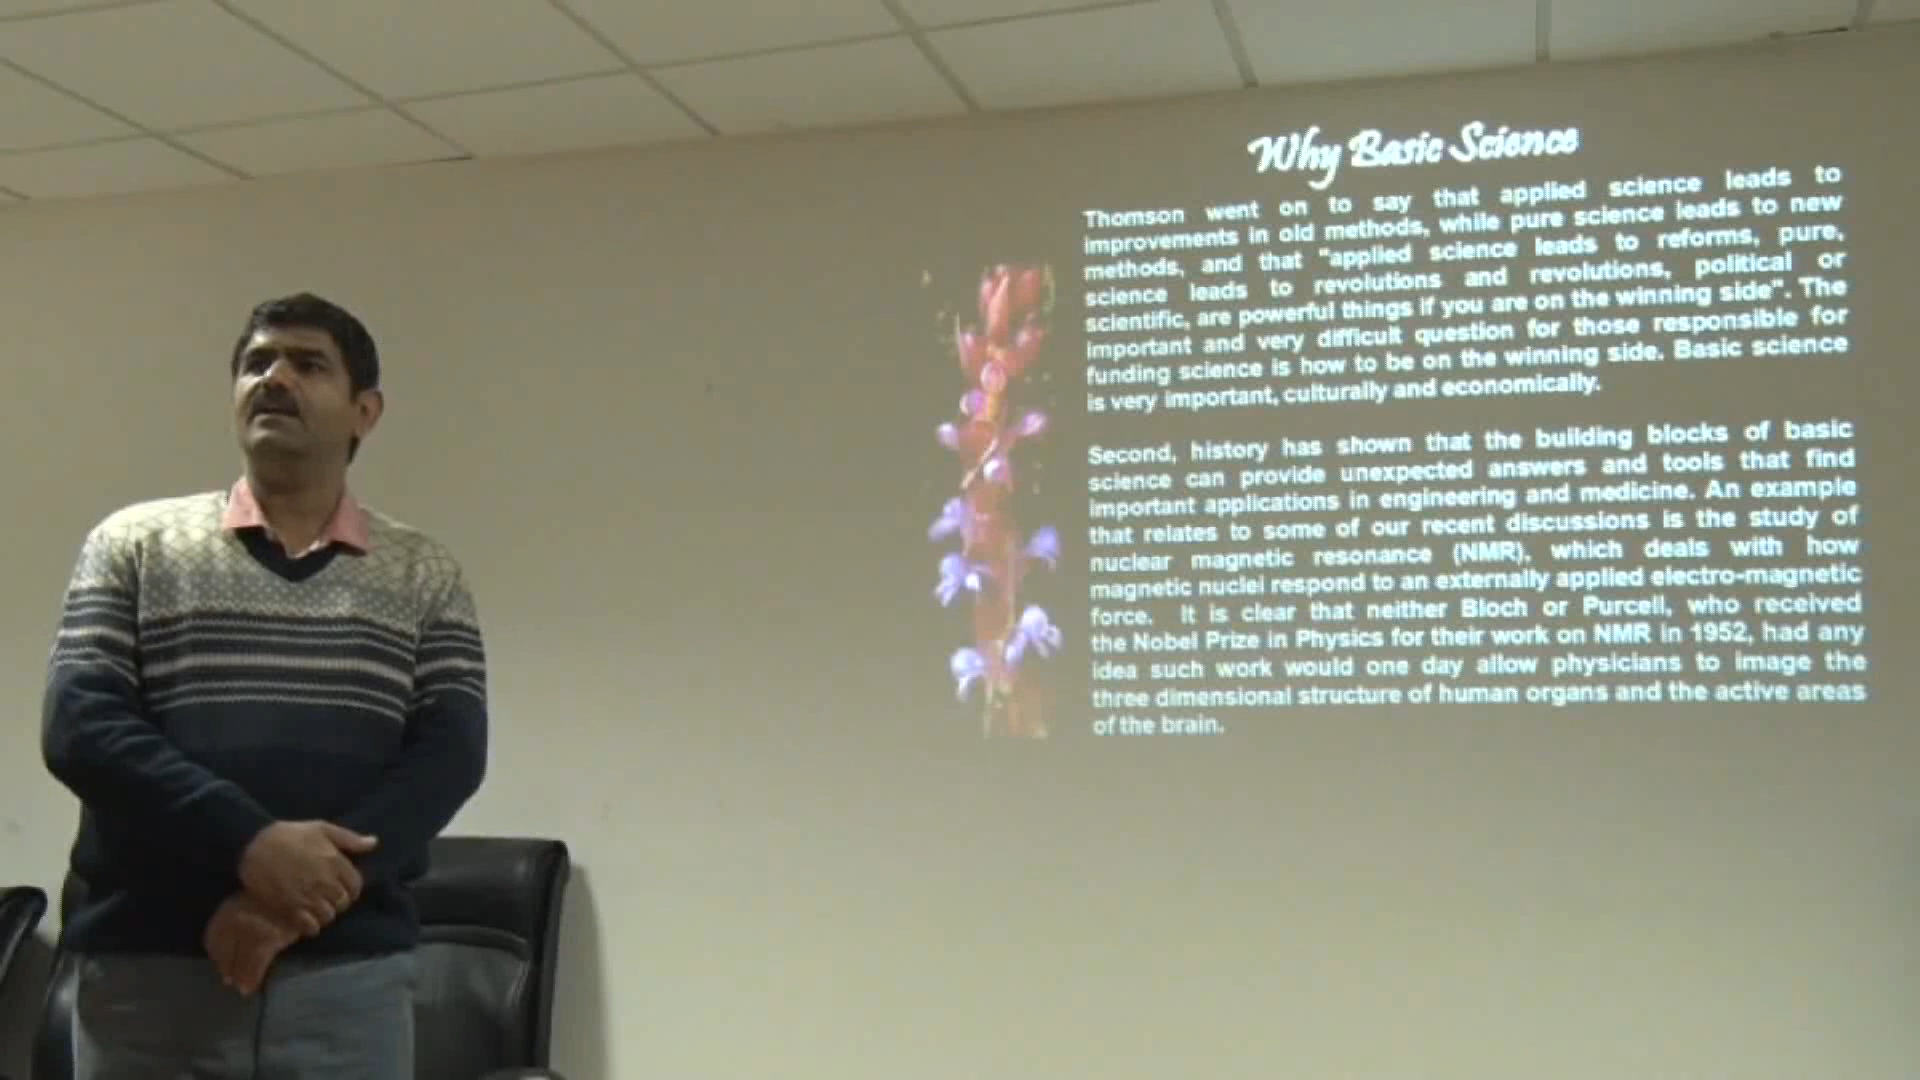 Why Basic Science
Thomson went on to say that applied science leads to
improvements in old methods, while pure science leads to new
methods, and that "applied science leads to reforms, pure,
science leads to revolutions and revolutions, political or
scientific, are powerful things if you are on the winning side". The
important and very difficult question for those responsible for
funding science is how to be on the winning side. Basic science
is very important, culturally and economically.
Second, history has shown that the building blocks of basic
science can provide unexpected answers and tools that find
important applications in engineering and medicine. An example
that relates to some of our recent discussions is the study of
nuclear magnetic resonance (NMR), which deals with how
magnetic nuclei respond to an externally applied electro-magnetic
force. It is clear that neither Bloch or Purcell, who received
the Nobel Prize in Physics for their work on NMR in 1952, had any
idea such work would one day allow physicians to image the
three dimensional structure of human organs and the active areas
of the brain.